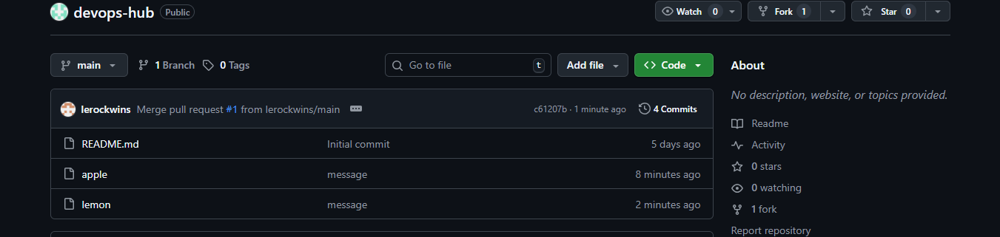 devops-hub Public Watch 0 Fork 1 Star 0
main 1 Branch 0 Tags Go to file t Add file Code
About
No description, website, or topics provided.
lerockwins Merge pull request #1 from lerockwins/main c61207b · 1 minute ago 4 Commits
README.md Initial commit 5 days ago
apple message 8 minutes ago
lemon message 2 minutes ago
Readme
Activity
0 stars
0 watching
1 fork
Report repository